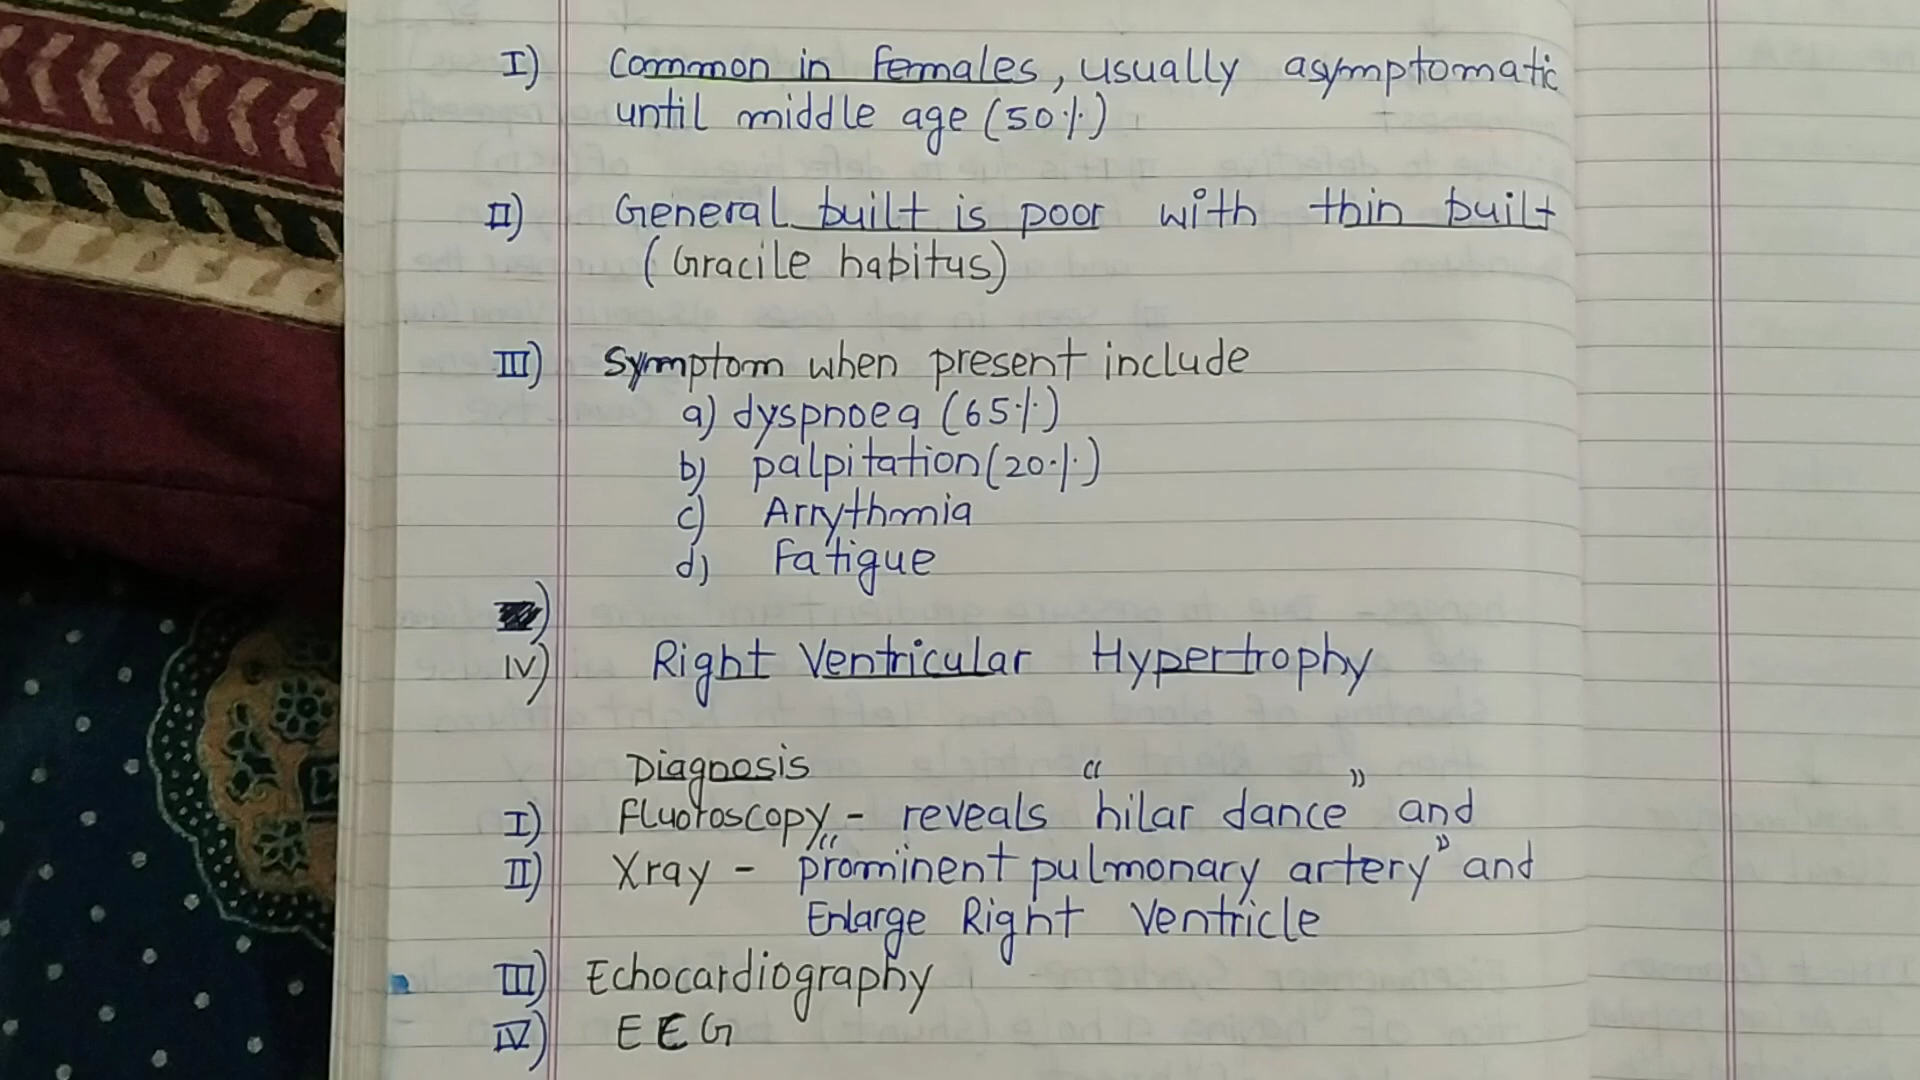 I) Common in females, usually asymptomatic
until middle age (50%)
II) General built is poor with thin built
(Gracile habitus)
III) Symptom when present include
a) dyspnoea (65%)
b) palpitation (20%)
c) Arrythmia
d) Fatigue
IV) Right Ventricular Hypertrophy
Diagnosis
I) Fluoroscopy - reveals "hilar dance" and
II) Xray - "prominent pulmonary artery" and
Enlarge Right Ventricle
III) Echocardiography
IV) EEG